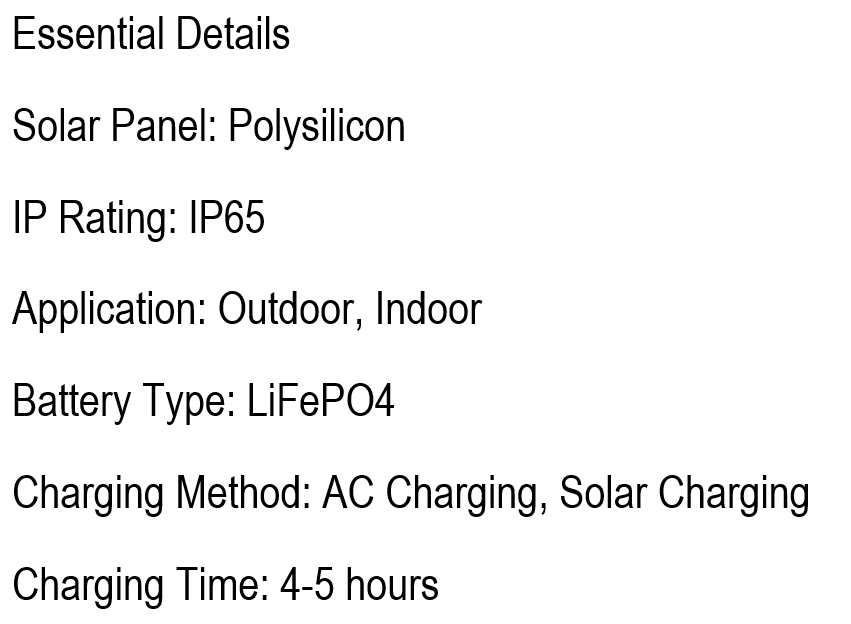 Essential Details
Solar Panel: Polysilicon
IP Rating: IP65
Application: Outdoor, Indoor
Battery Type: LiFePO4
Charging Method: AC Charging, Solar Charging
Charging Time: 4-5 hours